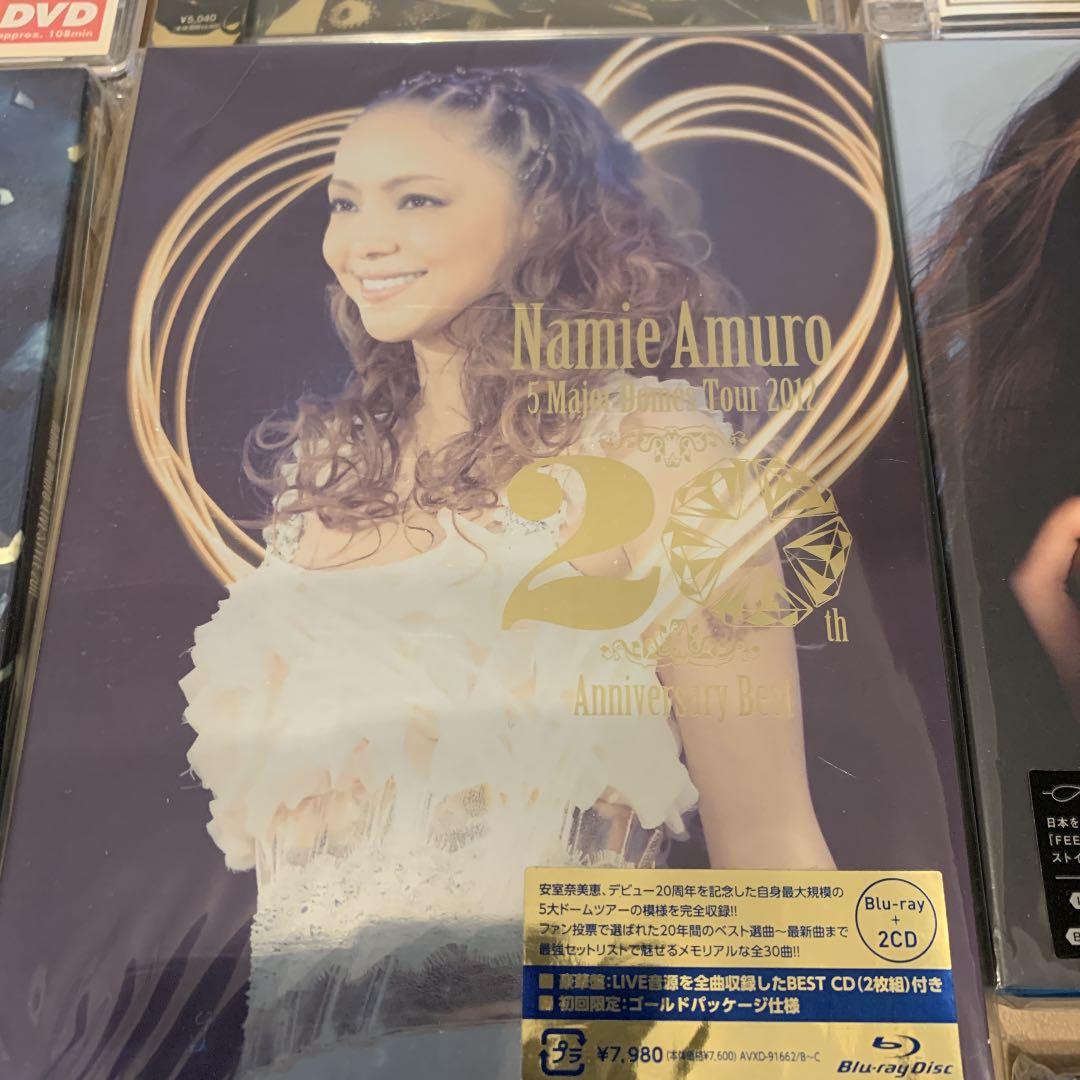 DVD
approx. 108min
¥5,040
Namie Amuro
5 Major Domes Tour 2012
20th
Anniversary Best
安室奈美恵、デビュー20周年を記念した自身最大規模の
5大ドームツアーの模様を完全収録!!
ファン投票で選ばれた20年間のベスト選曲～最新曲まで
最強セットリストで魅せるメモリアルな全30曲!!
Blu-ray
+
2CD
豪華盤:LIVE音源を全曲収録したBEST CD(2枚組)付き
初回限定:ゴールドパッケージ仕様
プラ
¥7,980 (本体価格¥7,600) AVXD-91662/B~C
Blu-ray Disc
日本を
「FEE
ストイ